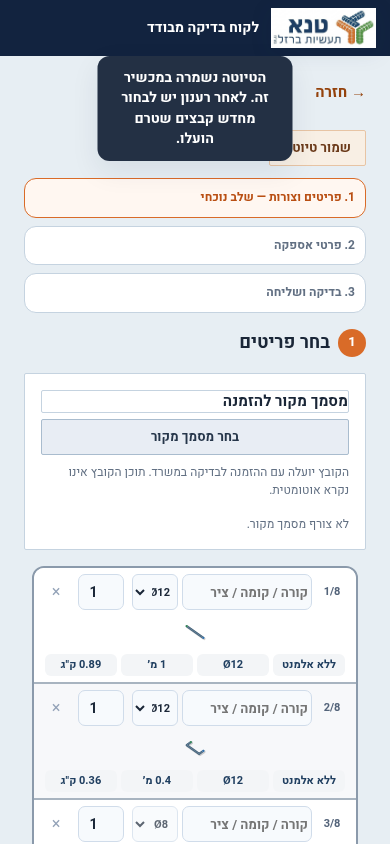 טנא
תעשיות ברזל
לקוח בדיקה מבודד
→ חזרה
הטיוטה נשמרה במכשיר
זה. לאחר רענון יש לבחור
מחדש קבצים שטרם
הועלו.
שמור טיוט
1. פריטים וצורות — שלב נוכחי
2. פרטי אספקה
3. בדיקה ושליחה
1 בחר פריטים
מסמך מקור להזמנה
בחר מסמך מקור
הקובץ יועלה עם ההזמנה לבדיקה במשרד. תוכן הקובץ אינו
נקרא אוטומטית.
לא צורף מסמך מקור.
1/8 קורה / קומה / ציר Ø12 1 ×
ללא אלמנט Ø12 1 מ' 0.89 ק"ג
2/8 קורה / קומה / ציר Ø12 1 ×
ללא אלמנט Ø12 0.4 מ' 0.36 ק"ג
3/8 קורה / קומה / ציר Ø8 1 ×